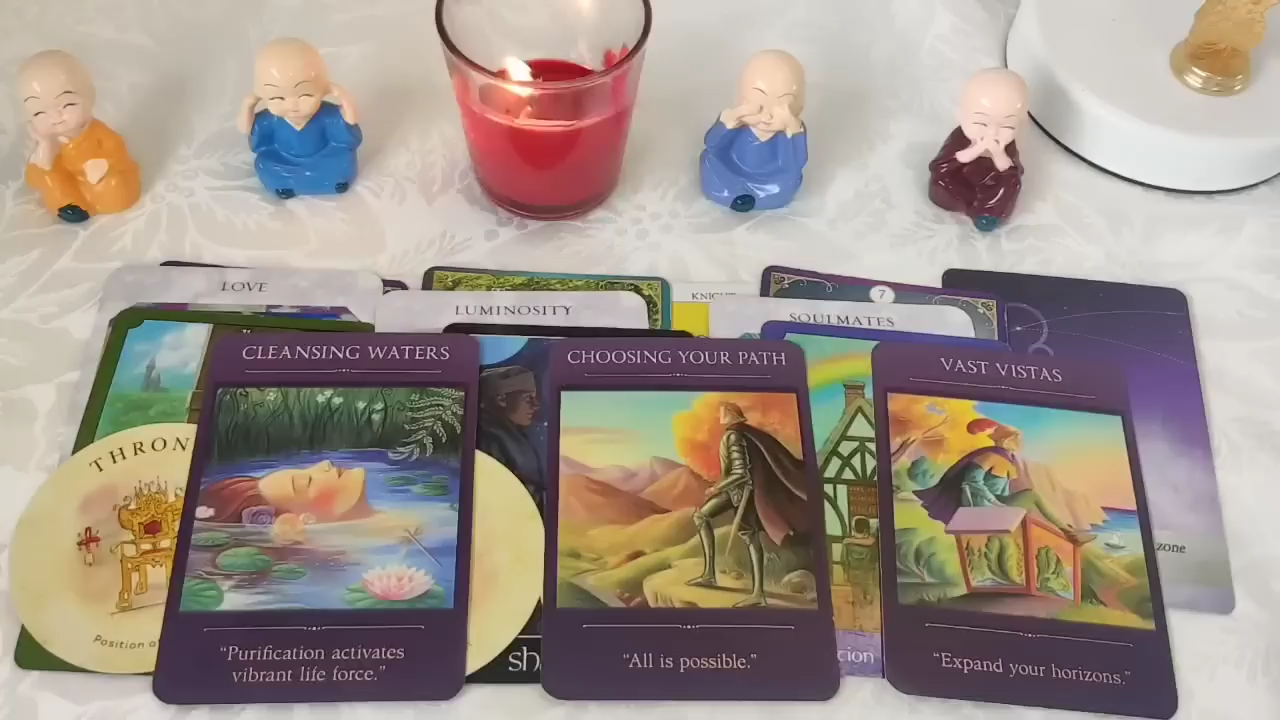 LOVE
LUMINOSITY
KNIGHT
7
SOULMATES
CLEANSING WATERS
CHOOSING YOUR PATH
VAST VISTAS
THRON
Position o
zone
"Purification activates
vibrant life force."
"All is possible."
"Expand your horizons."
sh
tion